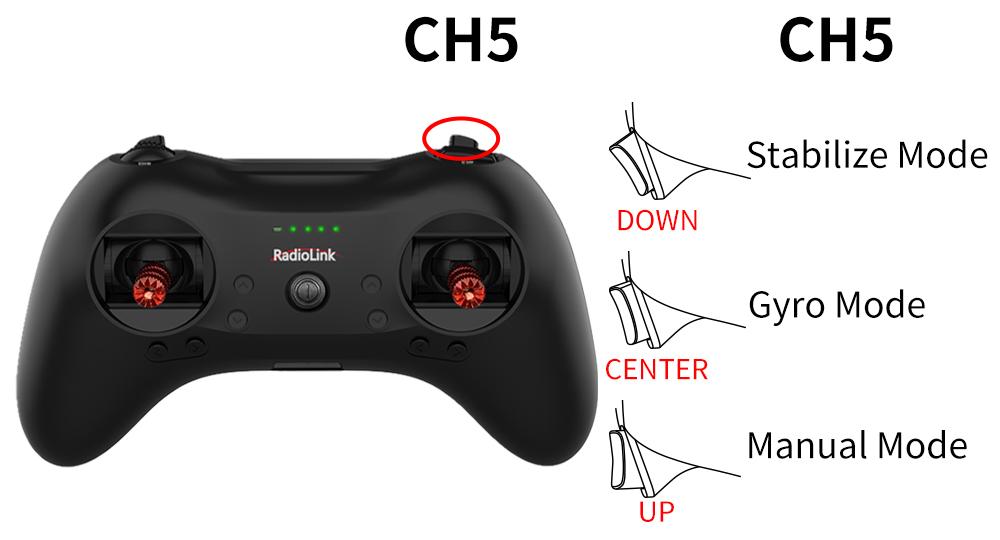 CH5
CH5
RadioLink
Stabilize Mode
DOWN
Gyro Mode
CENTER
Manual Mode
UP